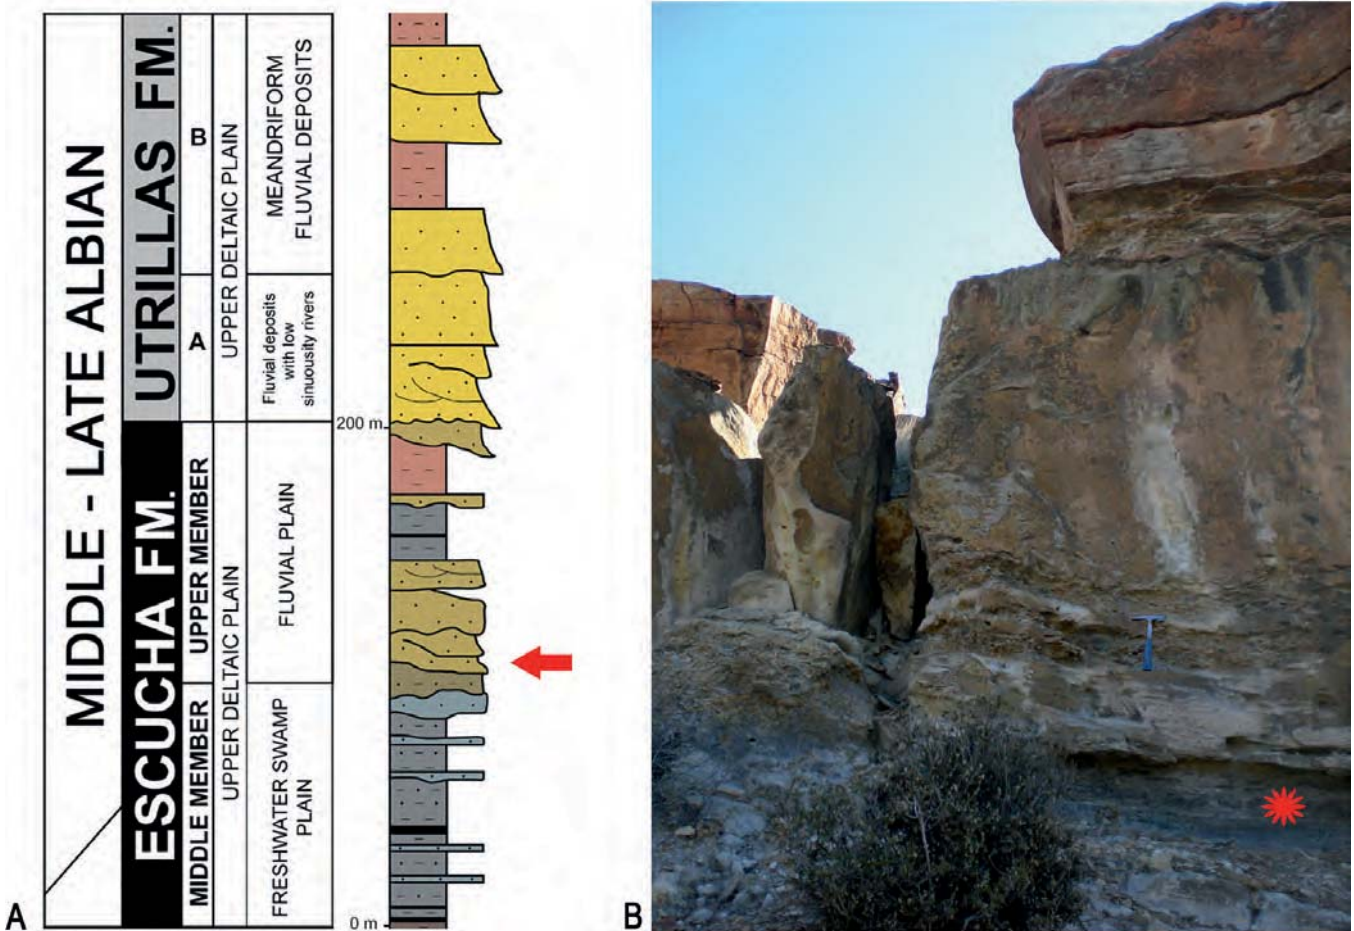 MIDDLE - LATE ALBIAN
UTRILLAS FM.
B
A
UPPER DELTAIC PLAIN
MEANDRIFORM
FLUVIAL DEPOSITS
Fluvial deposits
with low
sinuousity rivers
ESCUCHA FM.
UPPER MEMBER
MIDDLE MEMBER
UPPER DELTAIC PLAIN
FLUVIAL PLAIN
FRESHWATER SWAMP
PLAIN
200 m
0 m
A
B